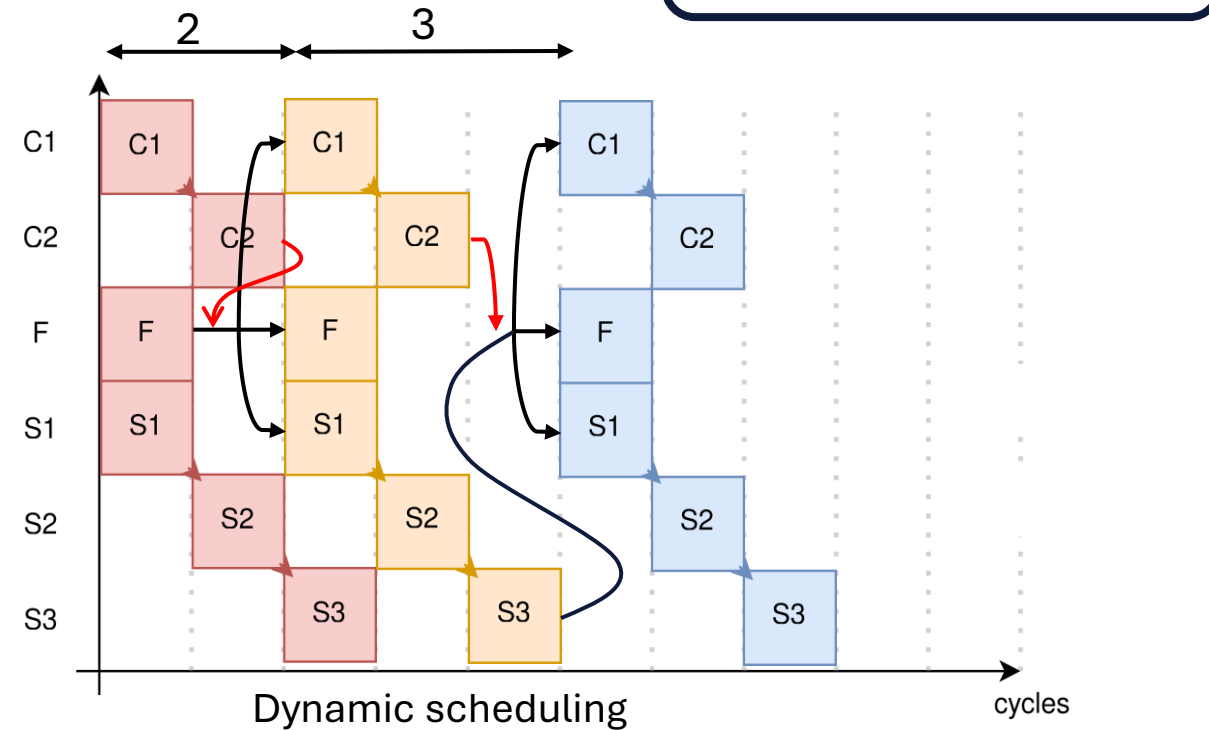 2 3
C1 C1 C1 C1
C2 C2 C2 C2
F F F F
S1 S1 S1 S1
S2 S2 S2 S2
S3 S3 S3 S3
Dynamic scheduling cycles